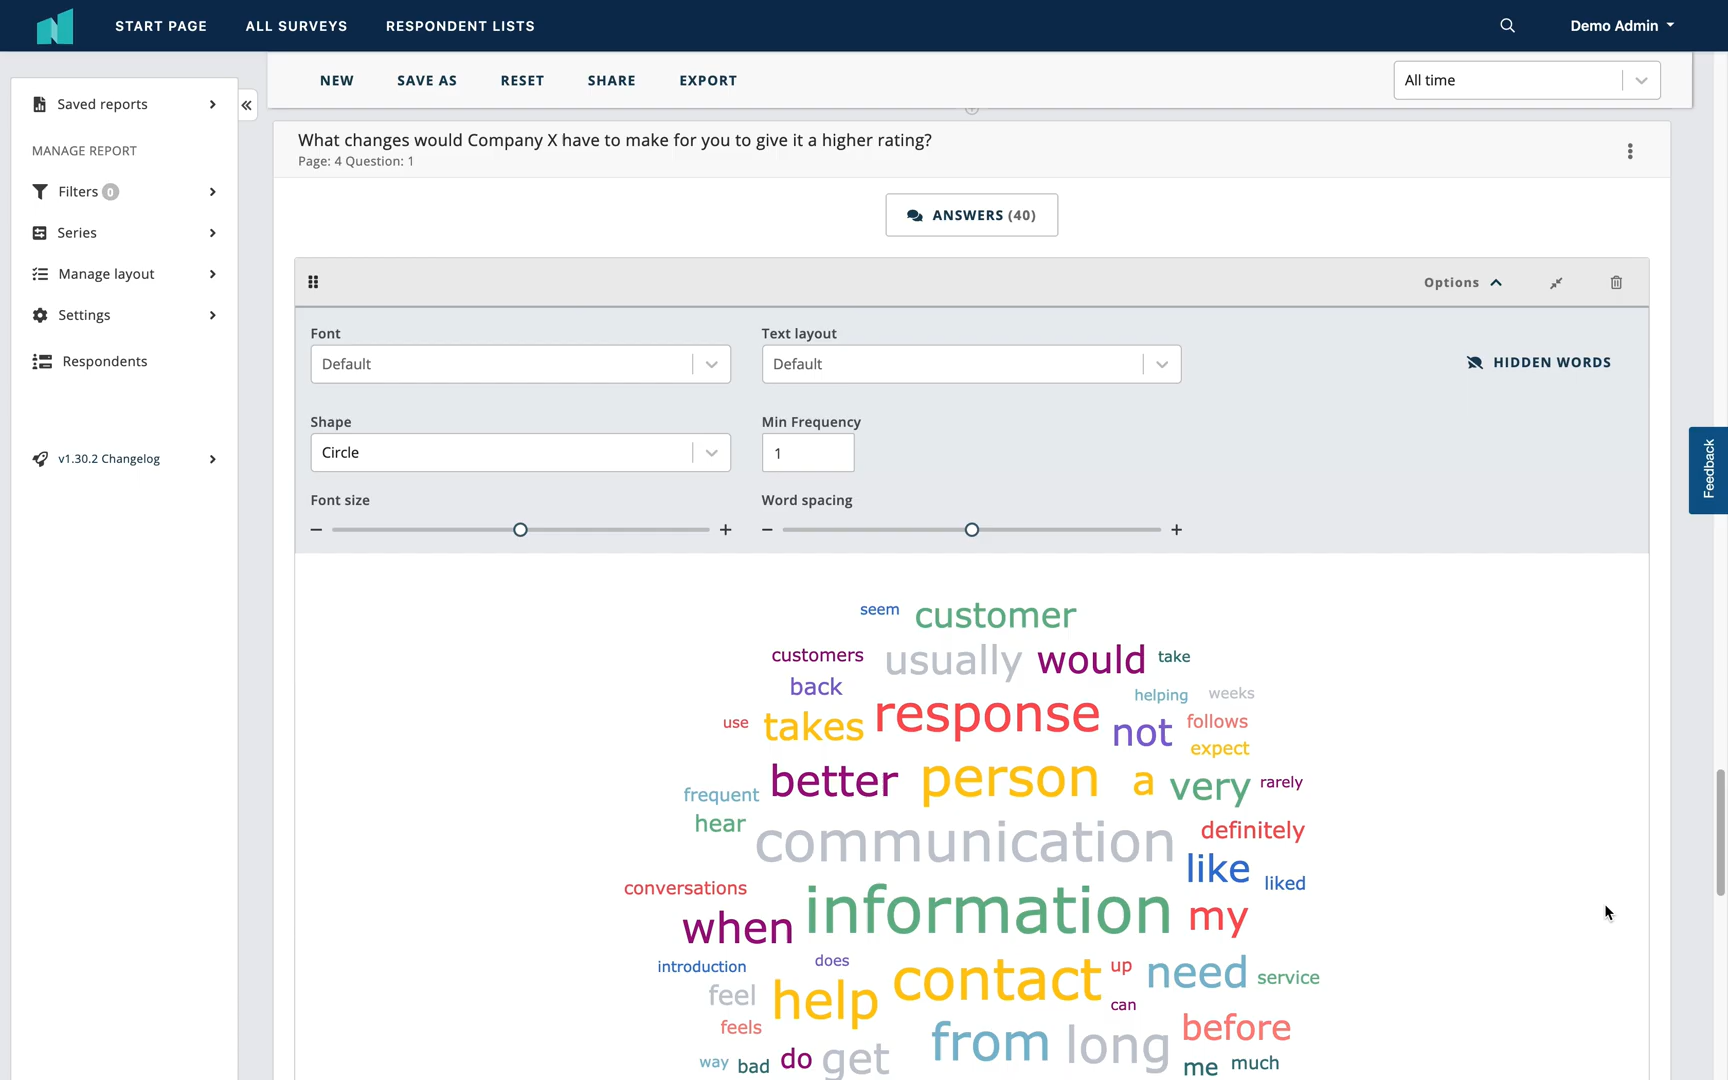 START PAGE ALL SURVEYS RESPONDENT LISTS Demo Admin
NEW SAVE AS RESET SHARE EXPORT All time
Saved reports
MANAGE REPORT
Filters 0
Series
Manage layout
Settings
Respondents
v1.30.2 Changelog
What changes would Company X have to make for you to give it a higher rating?
Page: 4 Question: 1
ANSWERS (40)
Options
Font Text layout
Default Default
HIDDEN WORDS
Shape Min Frequency
Circle 1
Font size Word spacing
Feedback
seem customer
customers usually would take
back helping weeks
use takes response not follows
expect
better person a very rarely
frequent
hear communication definitely
like liked
conversations
when information my
introduction does contact up need service
feel help can
feels from long before
way bad do get me much